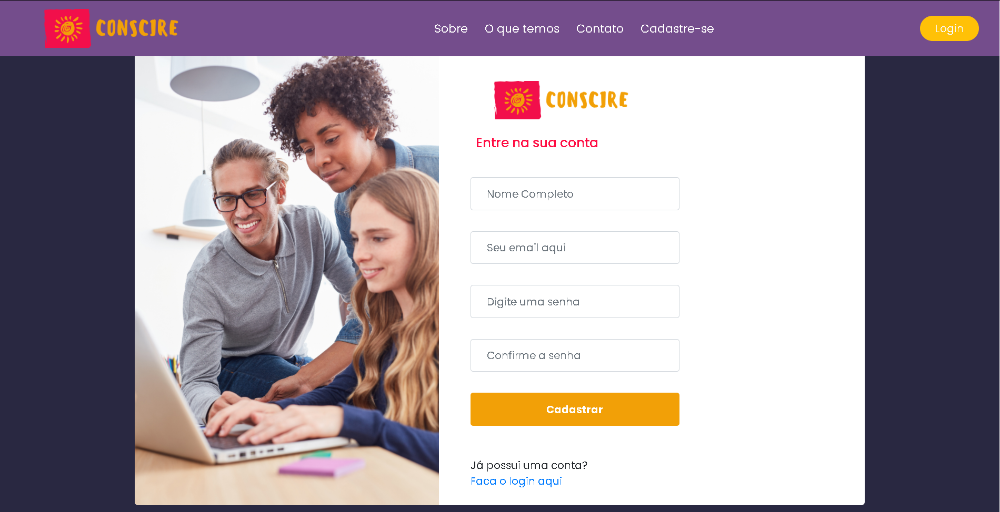 CONSCIRE
Sobre O que temos Contato Cadastre-se
Login
CONSCIRE
Entre na sua conta
Nome Completo
Seu email aqui
Digite uma senha
Confirme a senha
Cadastrar
Já possui uma conta?
Faca o login aqui